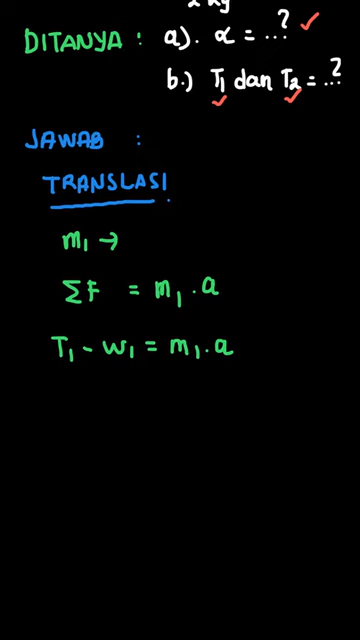 DITANYA : a). α = ...?
b.) T₁ dan T₂ = ...?
JAWAB :
TRANSLASI
m₁ →
ΣF = m₁ . a
T₁ - w₁ = m₁ . a